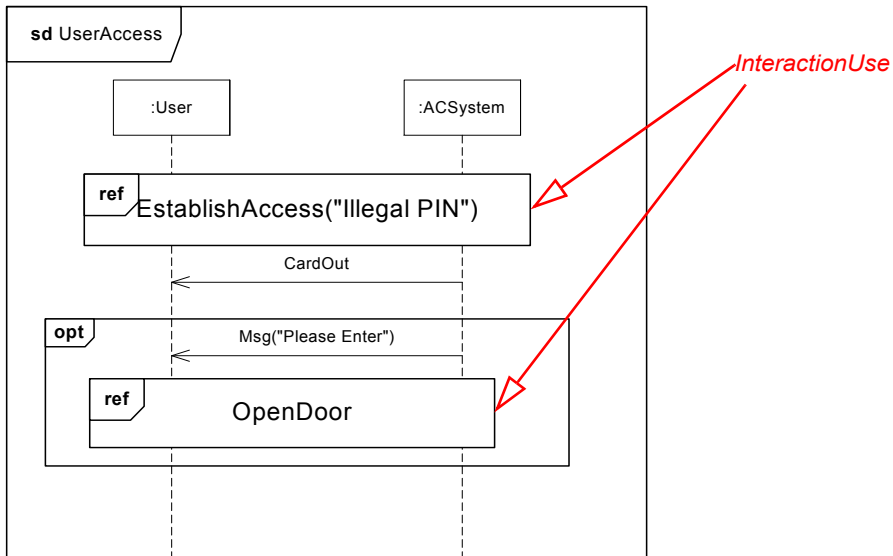 sd UserAccess
InteractionUse
:User
:ACSystem
ref
EstablishAccess("Illegal PIN")
CardOut
opt
Msg("Please Enter")
ref
OpenDoor